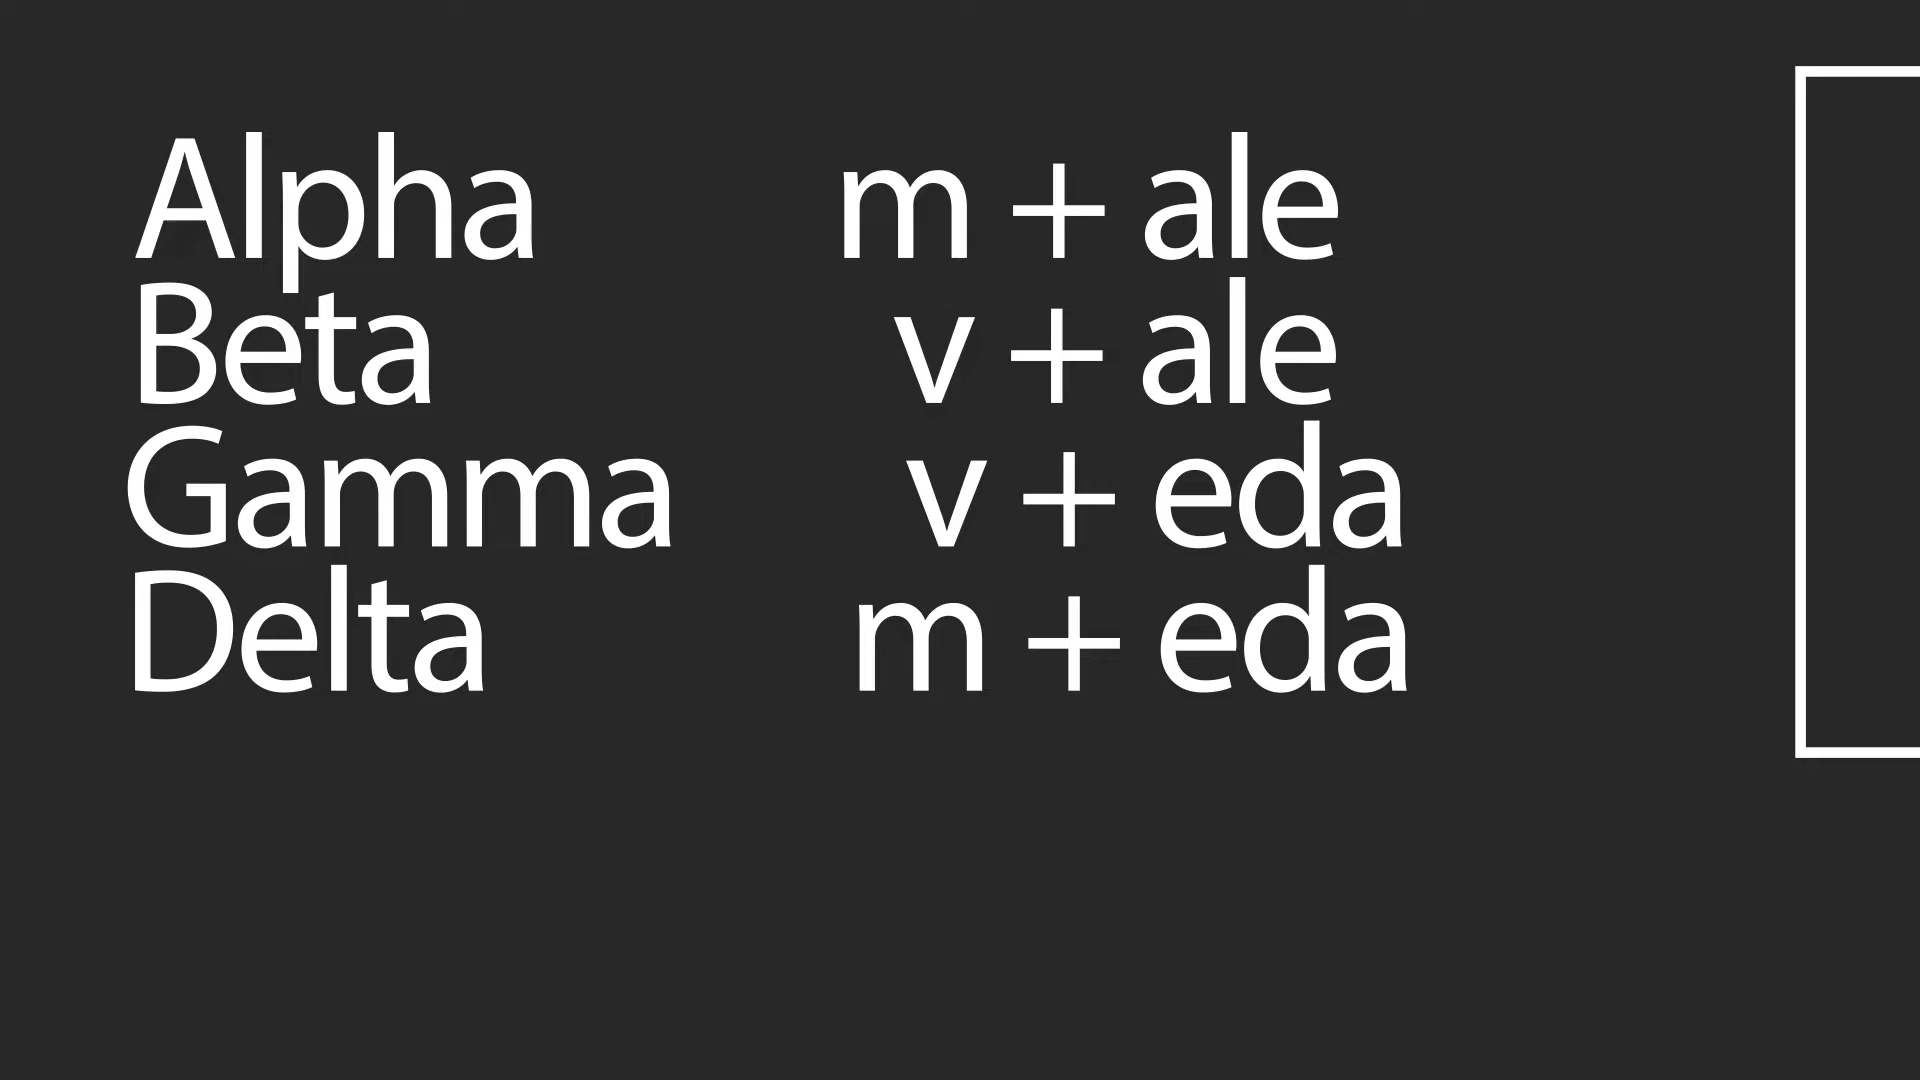 Alpha m + ale
Beta v + ale
Gamma v + eda
Delta m + eda